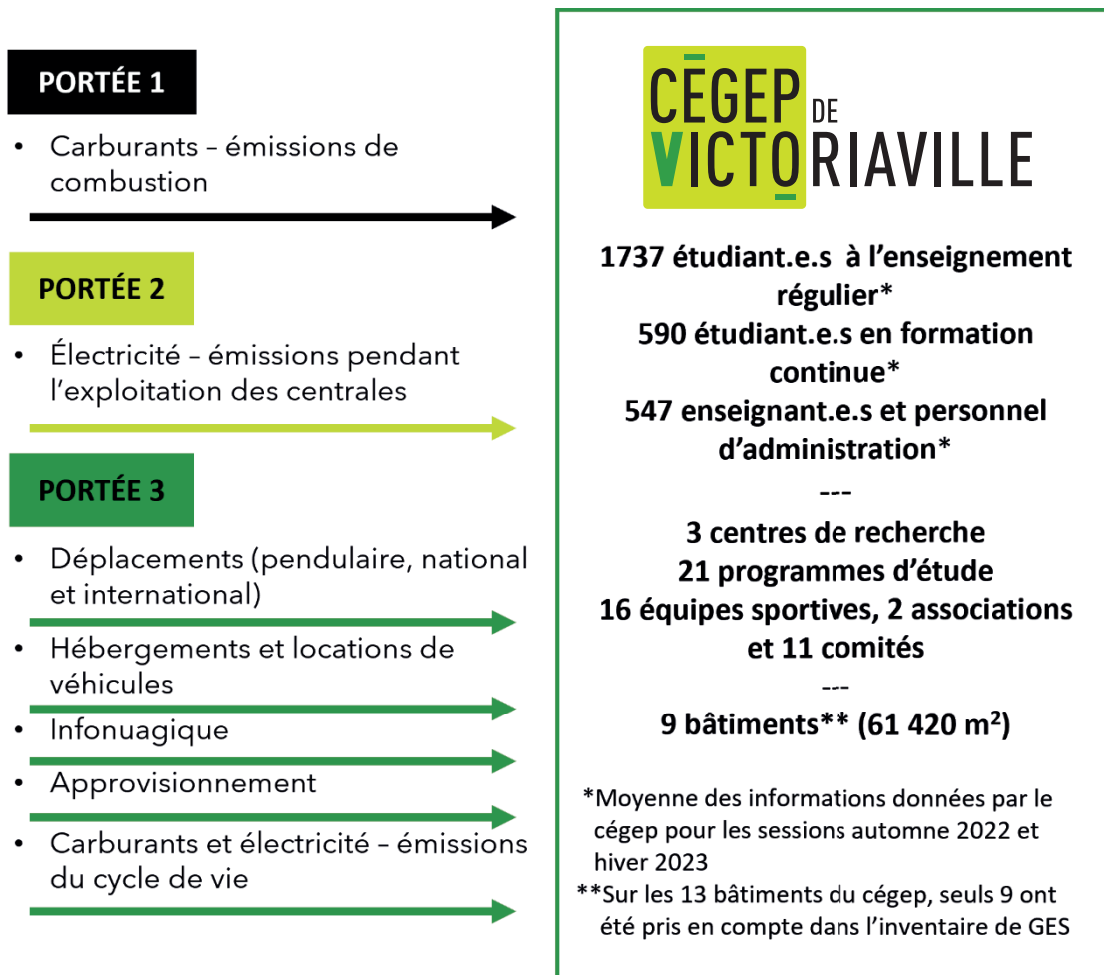 PORTÉE 1
• Carburants – émissions de
combustion
PORTÉE 2
• Électricité – émissions pendant
l'exploitation des centrales
PORTÉE 3
• Déplacements (pendulaire, national
et international)
• Hébergements et locations de
véhicules
• Infonuagique
• Approvisionnement
• Carburants et électricité – émissions
du cycle de vie
CÉGEP DE
VICTORIAVILLE
1737 étudiant.e.s à l'enseignement
régulier*
590 étudiant.e.s en formation
continue*
547 enseignant.e.s et personnel
d'administration*
---
3 centres de recherche
21 programmes d'étude
16 équipes sportives, 2 associations
et 11 comités
---
9 bâtiments** (61 420 m²)
*Moyenne des informations données par le
cégep pour les sessions automne 2022 et
hiver 2023
**Sur les 13 bâtiments du cégep, seuls 9 ont
été pris en compte dans l'inventaire de GES